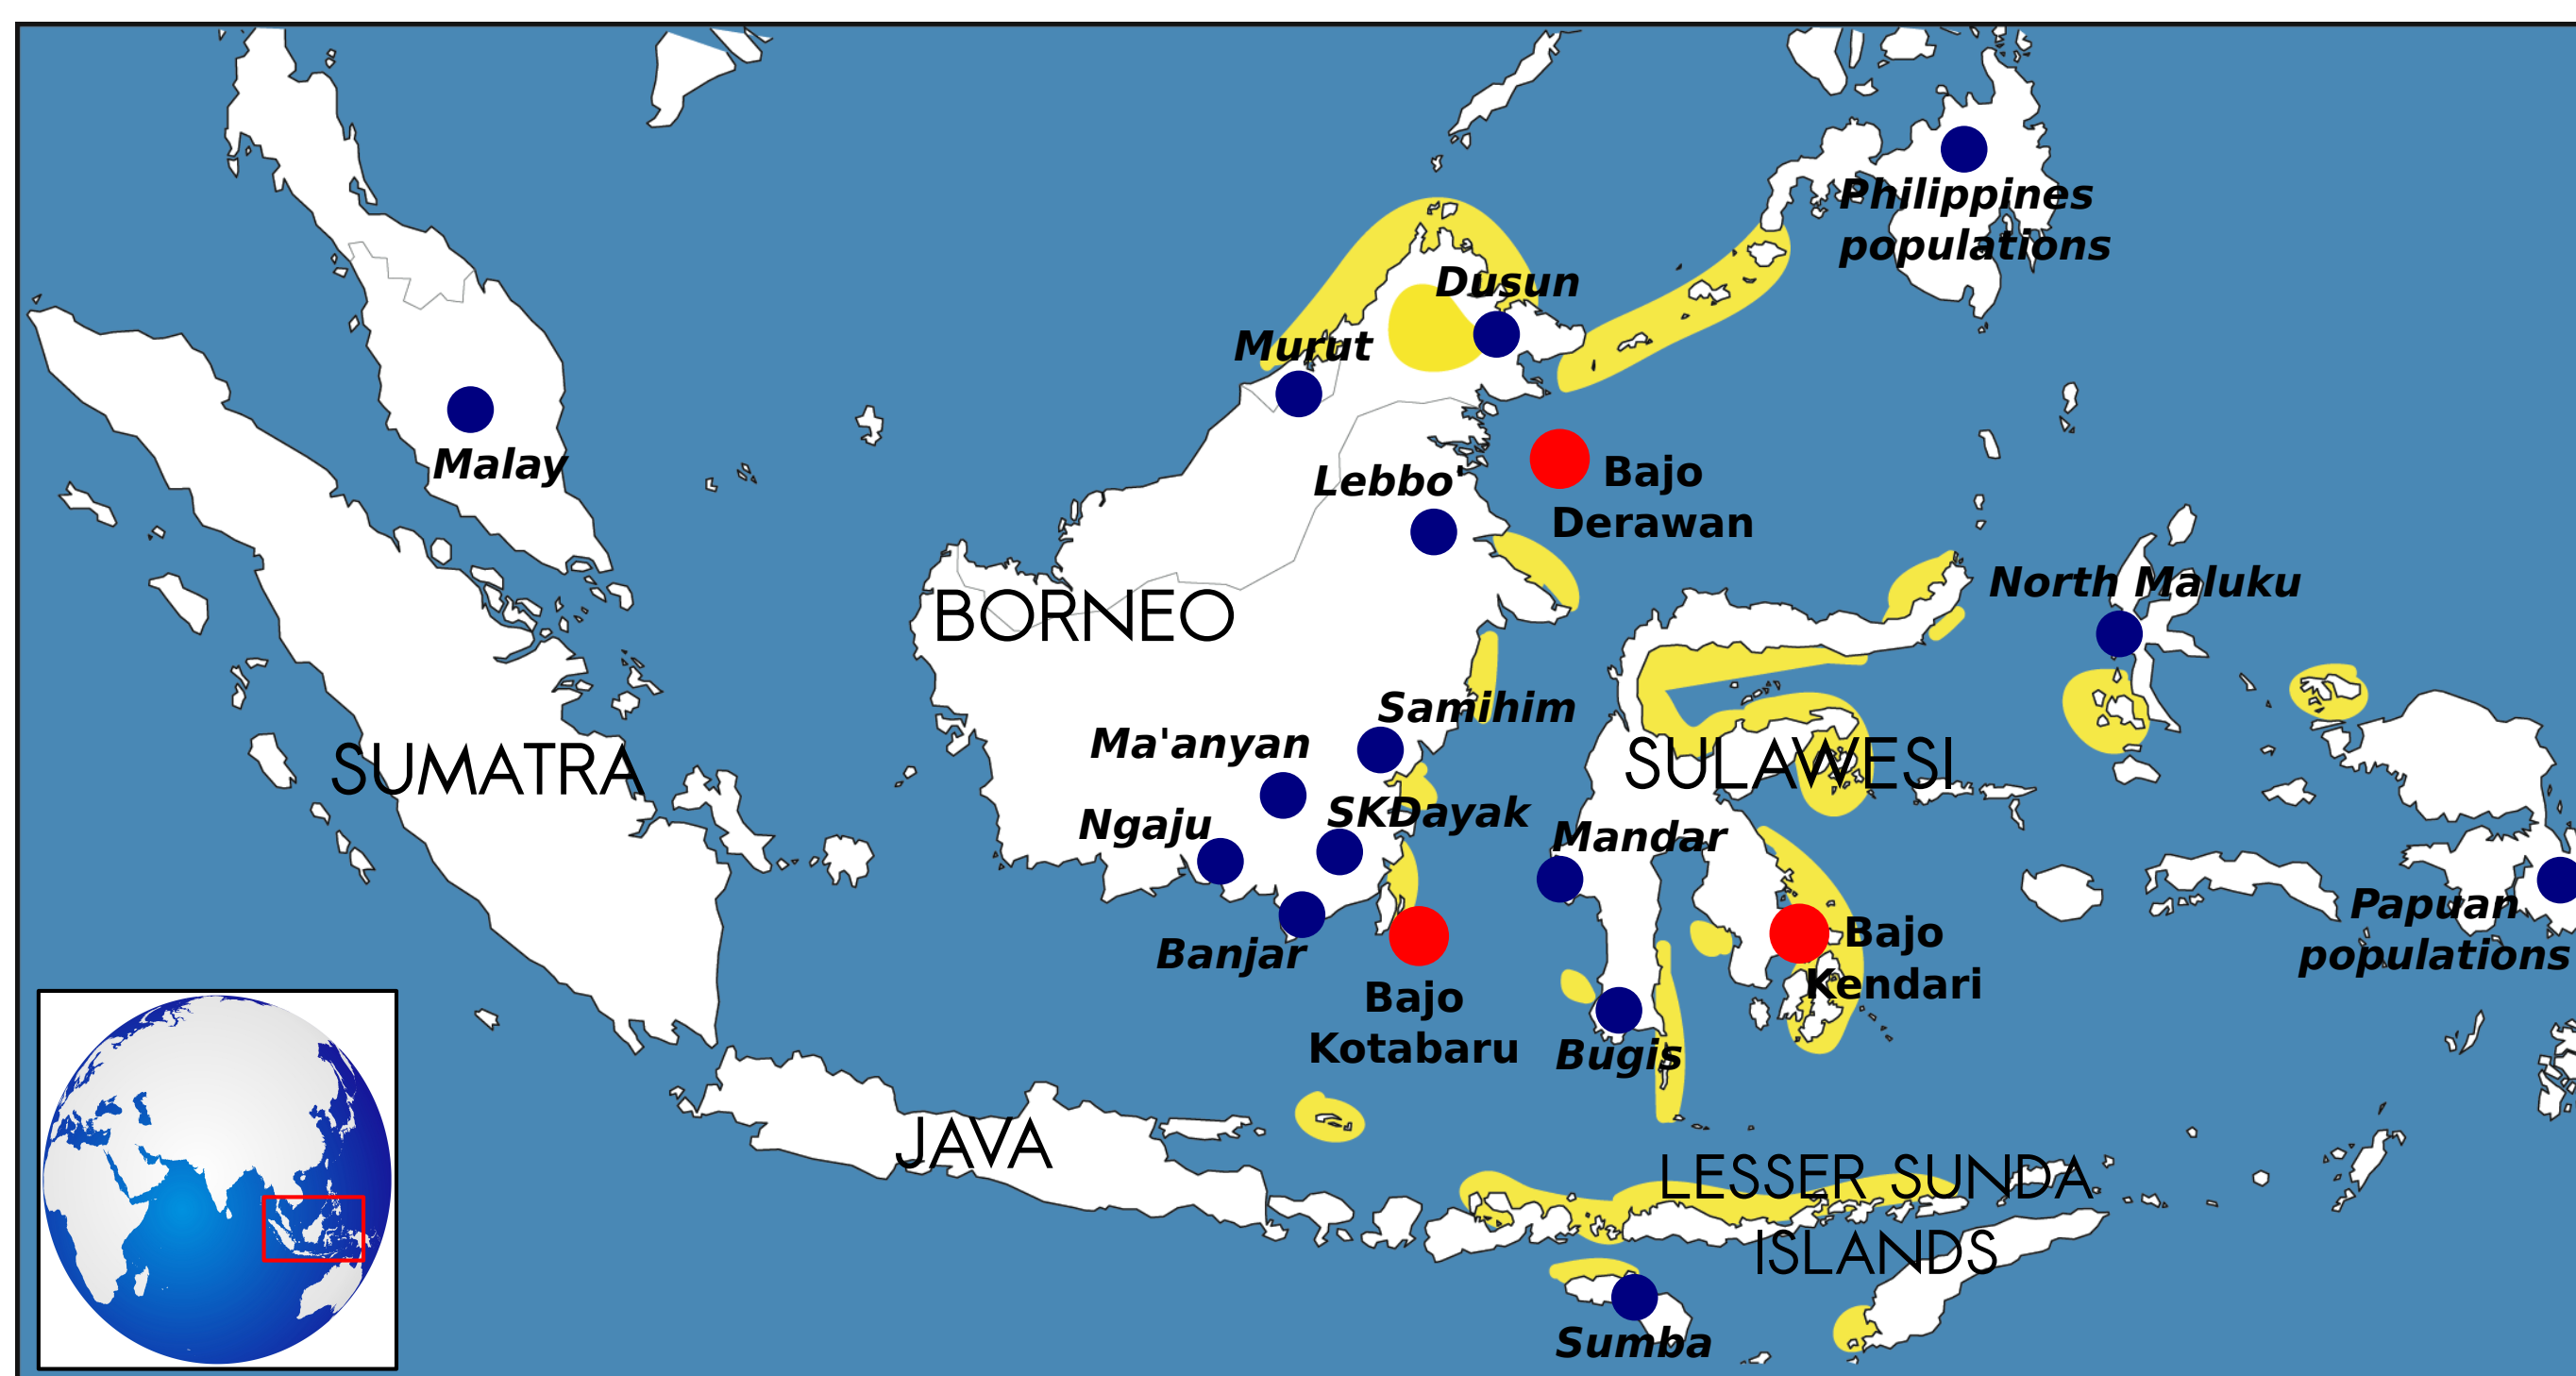 Philippines
populations
Dusun
Murut
Malay
Lebbo'
Bajo
Derawan
North Maluku
BORNEO
Samihim
Ma'anyan
SUMATRA
SULAWESI
SKDayak
Ngaju
Mandar
Papuan
populations
Banjar
Bajo
Kendari
Bajo
Kotabaru
Bugis
JAVA
LESSER SUNDA
ISLANDS
Sumba